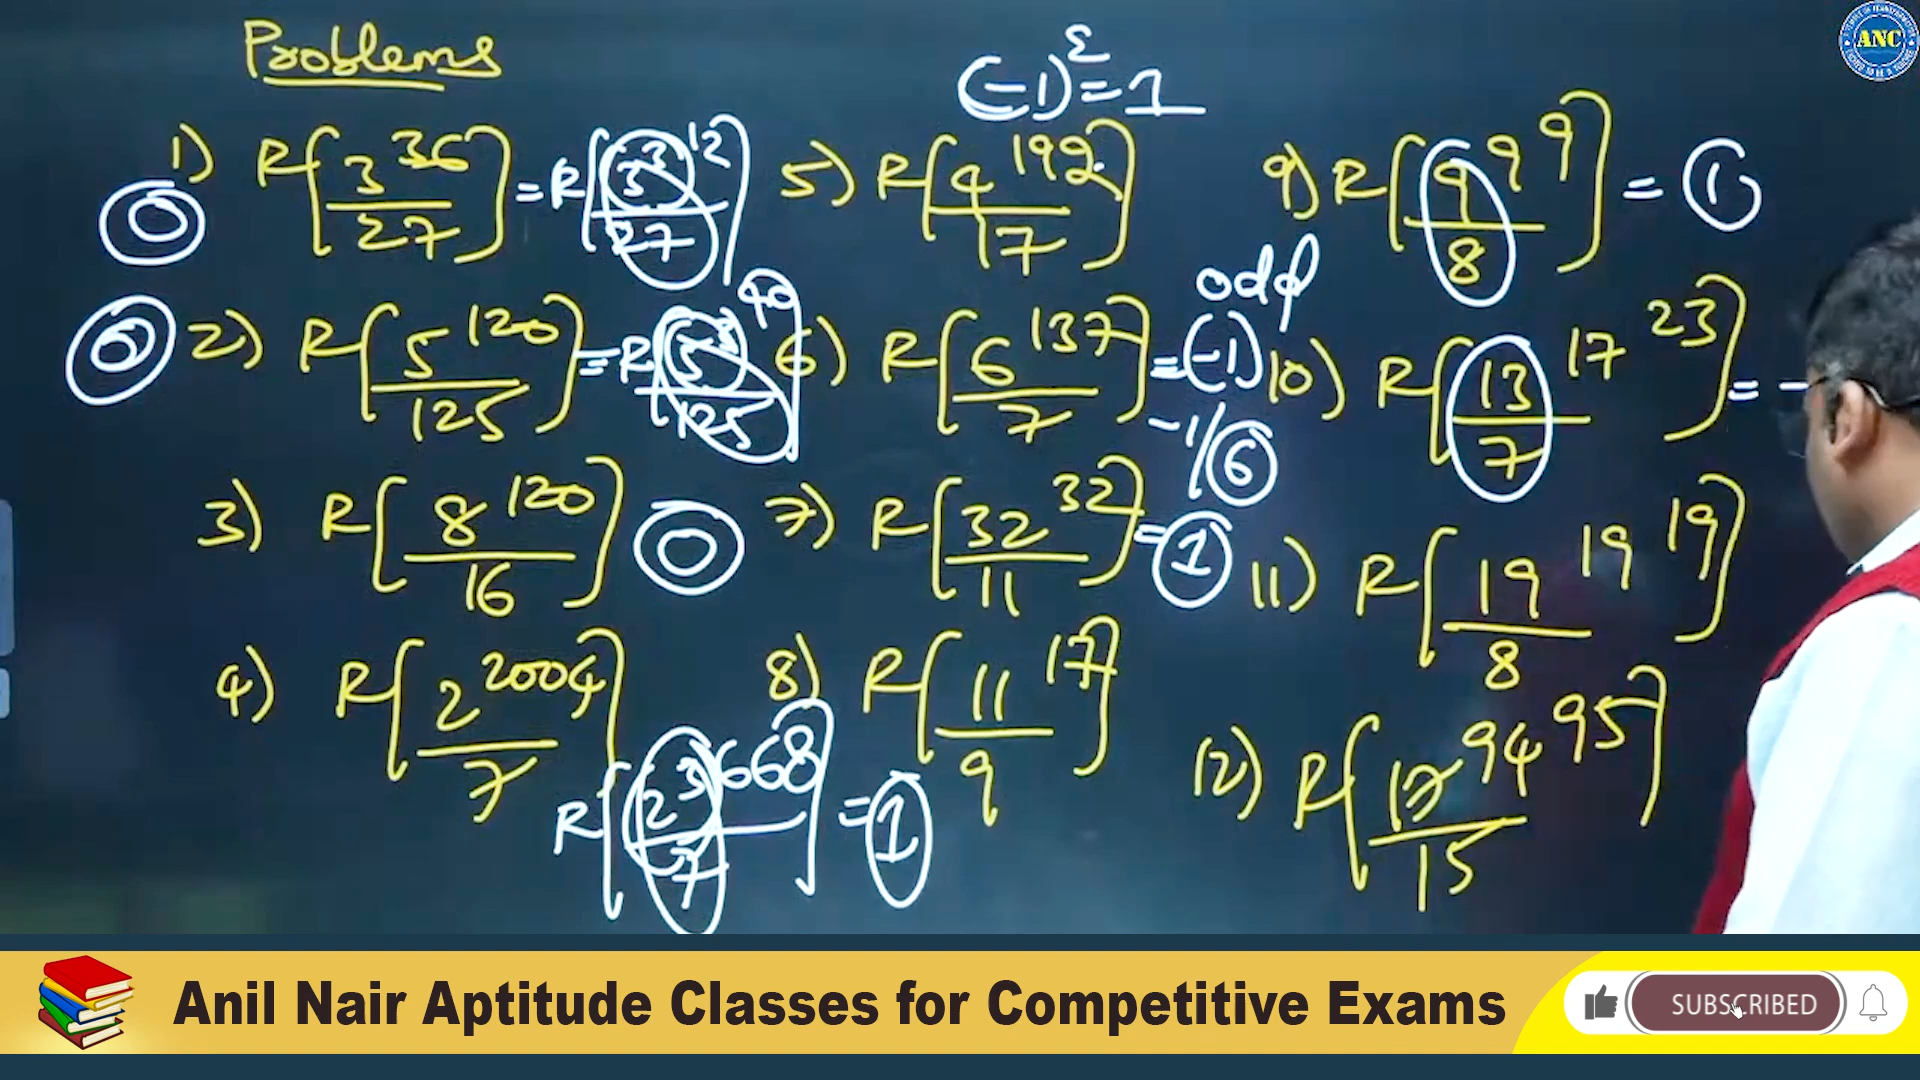 Problems
(-1)^E = 1
1) R[3^36/27] = R[(3^3)^12/27]
0
2) R[5^120/125] = R[(5^3)^40/125]
0
3) R[8^120/16] 0
4) R[2^2004/7]
R[(2^3)^668/7] = 1
5) R[4^192/17]
6) R[6^137/7] = (-1)^odd
-1/6
7) R[32^32/11] = 1
8) R[11^17/9]
9) R[9^9^9/8] = 1
10) R[13^17^23/7] = -
11) R[19^19^19/8]
12) R[17^94^95/15]
ANC
Anil Nair Aptitude Classes for Competitive Exams
SUBSCRIBED